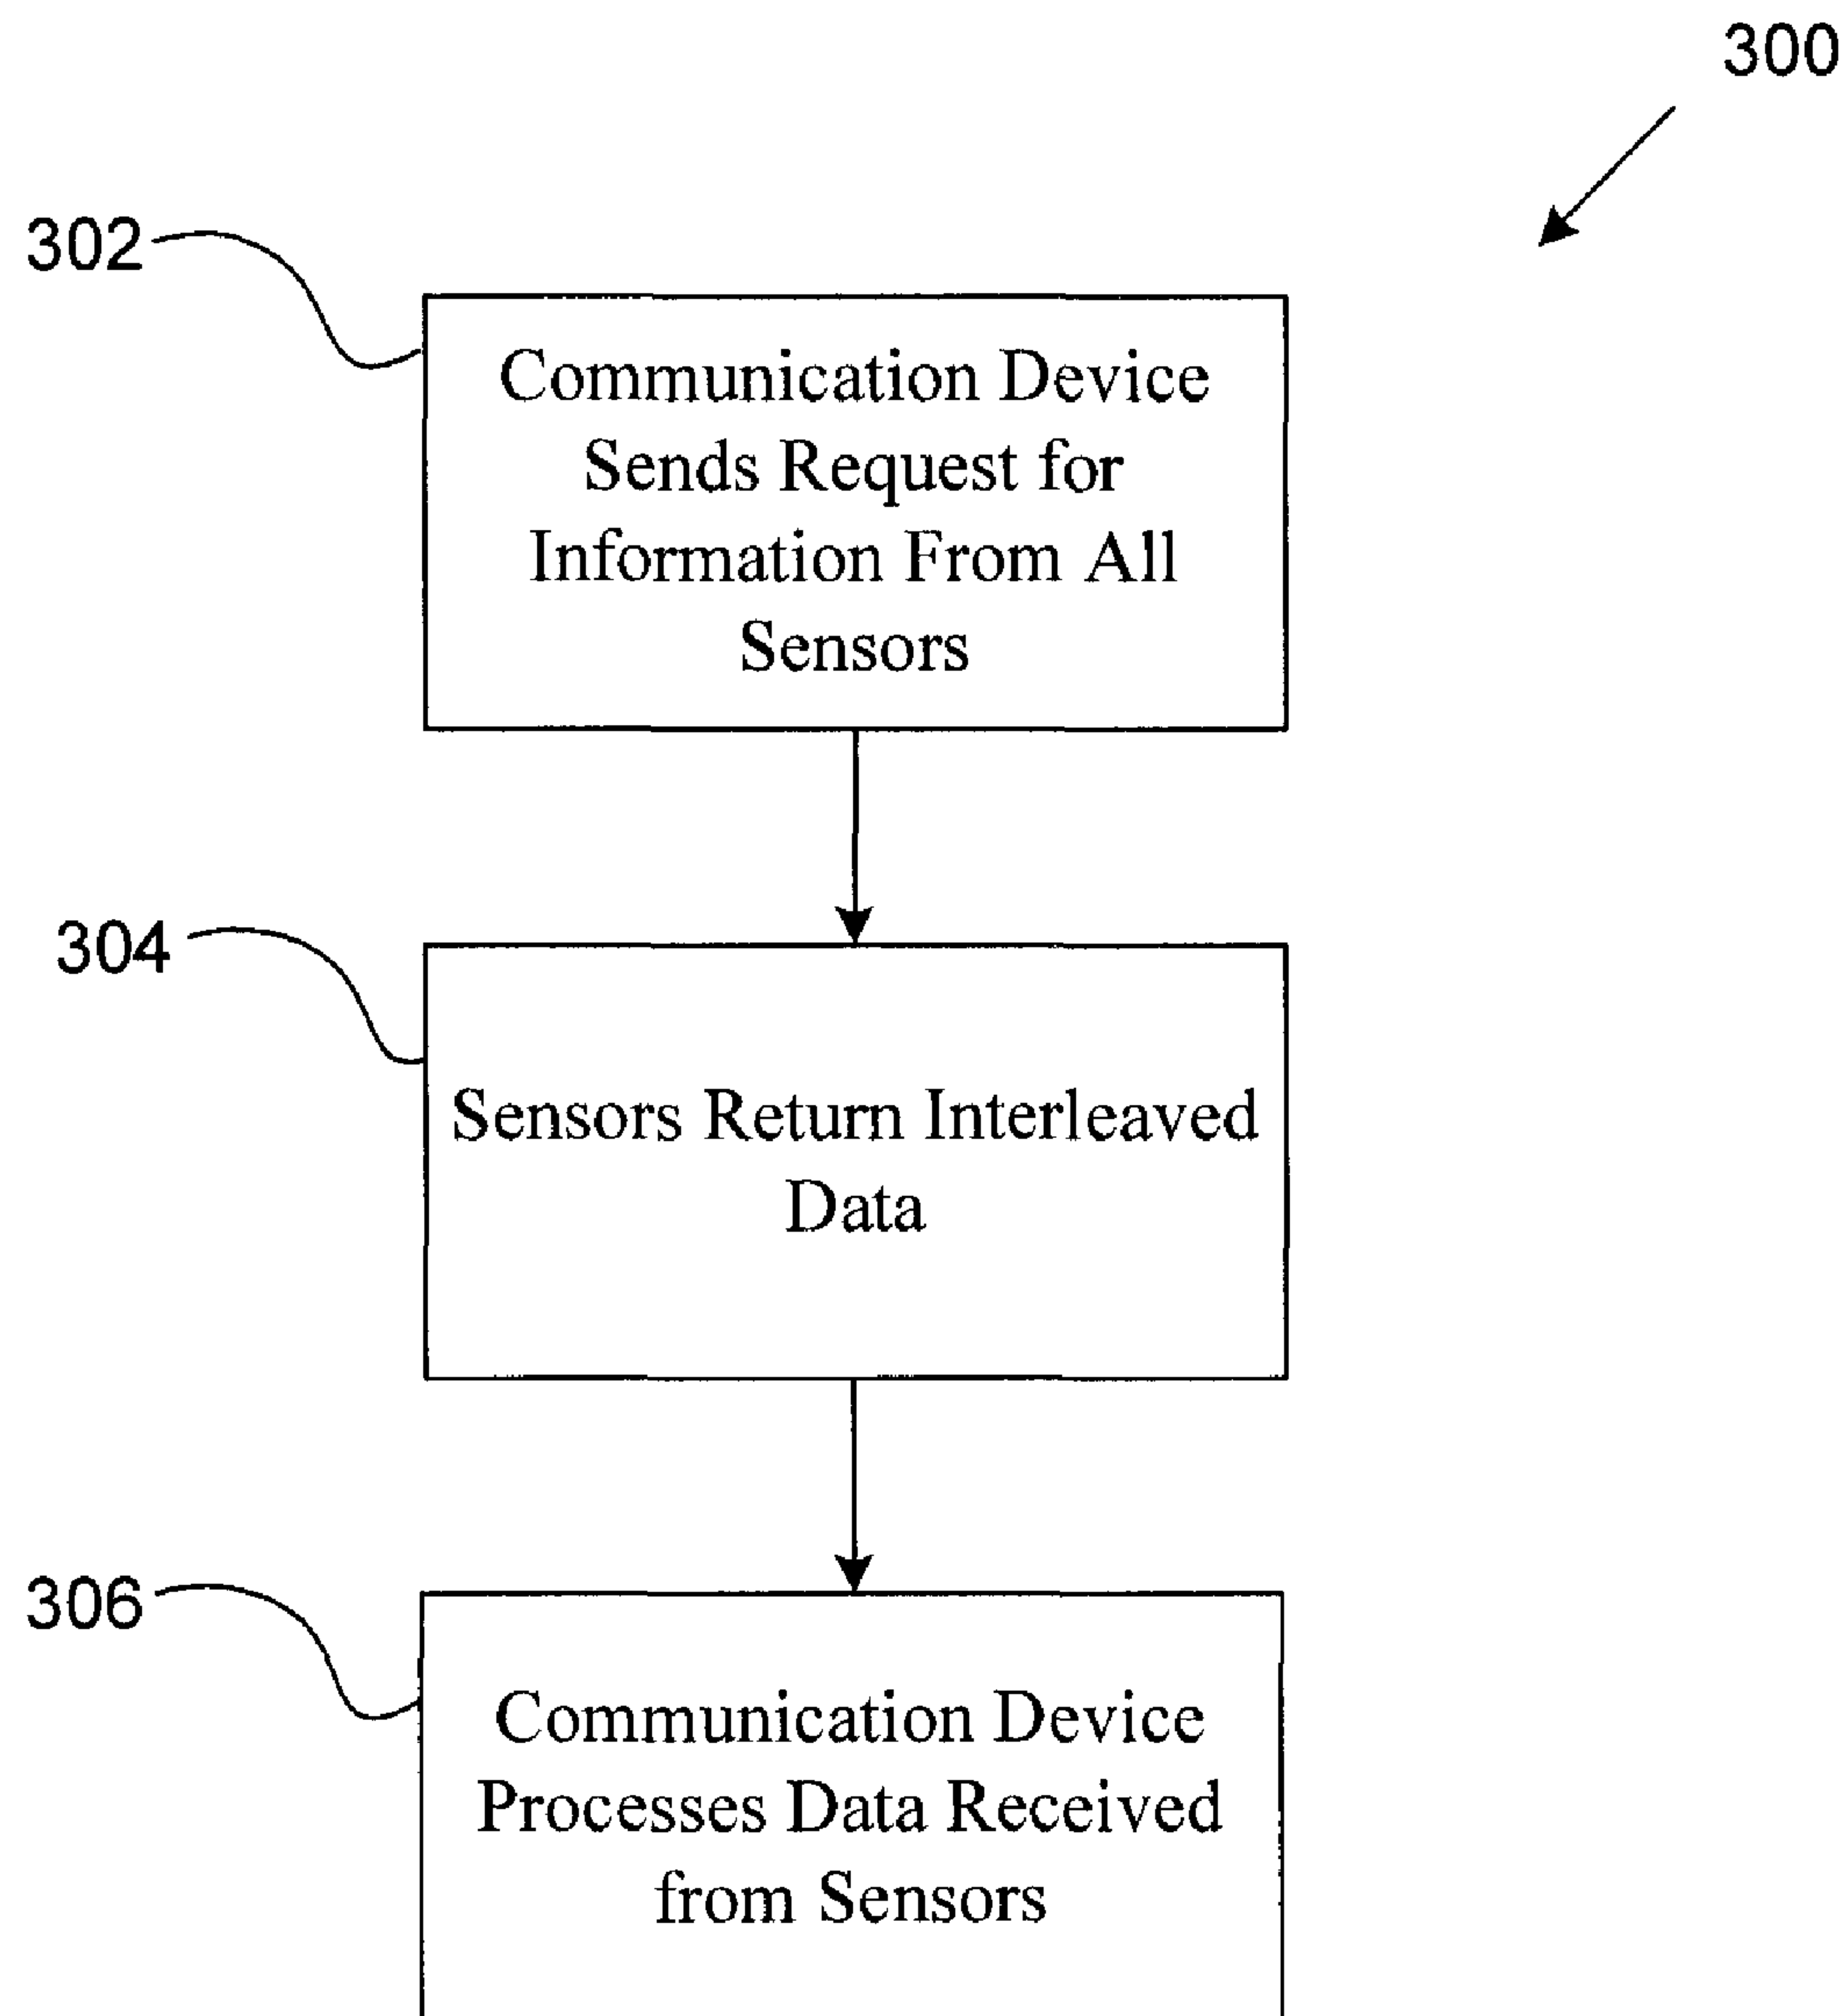 300
302
Communication Device
Sends Request for
Information From All
Sensors
304
Sensors Return Interleaved
Data
306
Communication Device
Processes Data Received
from Sensors